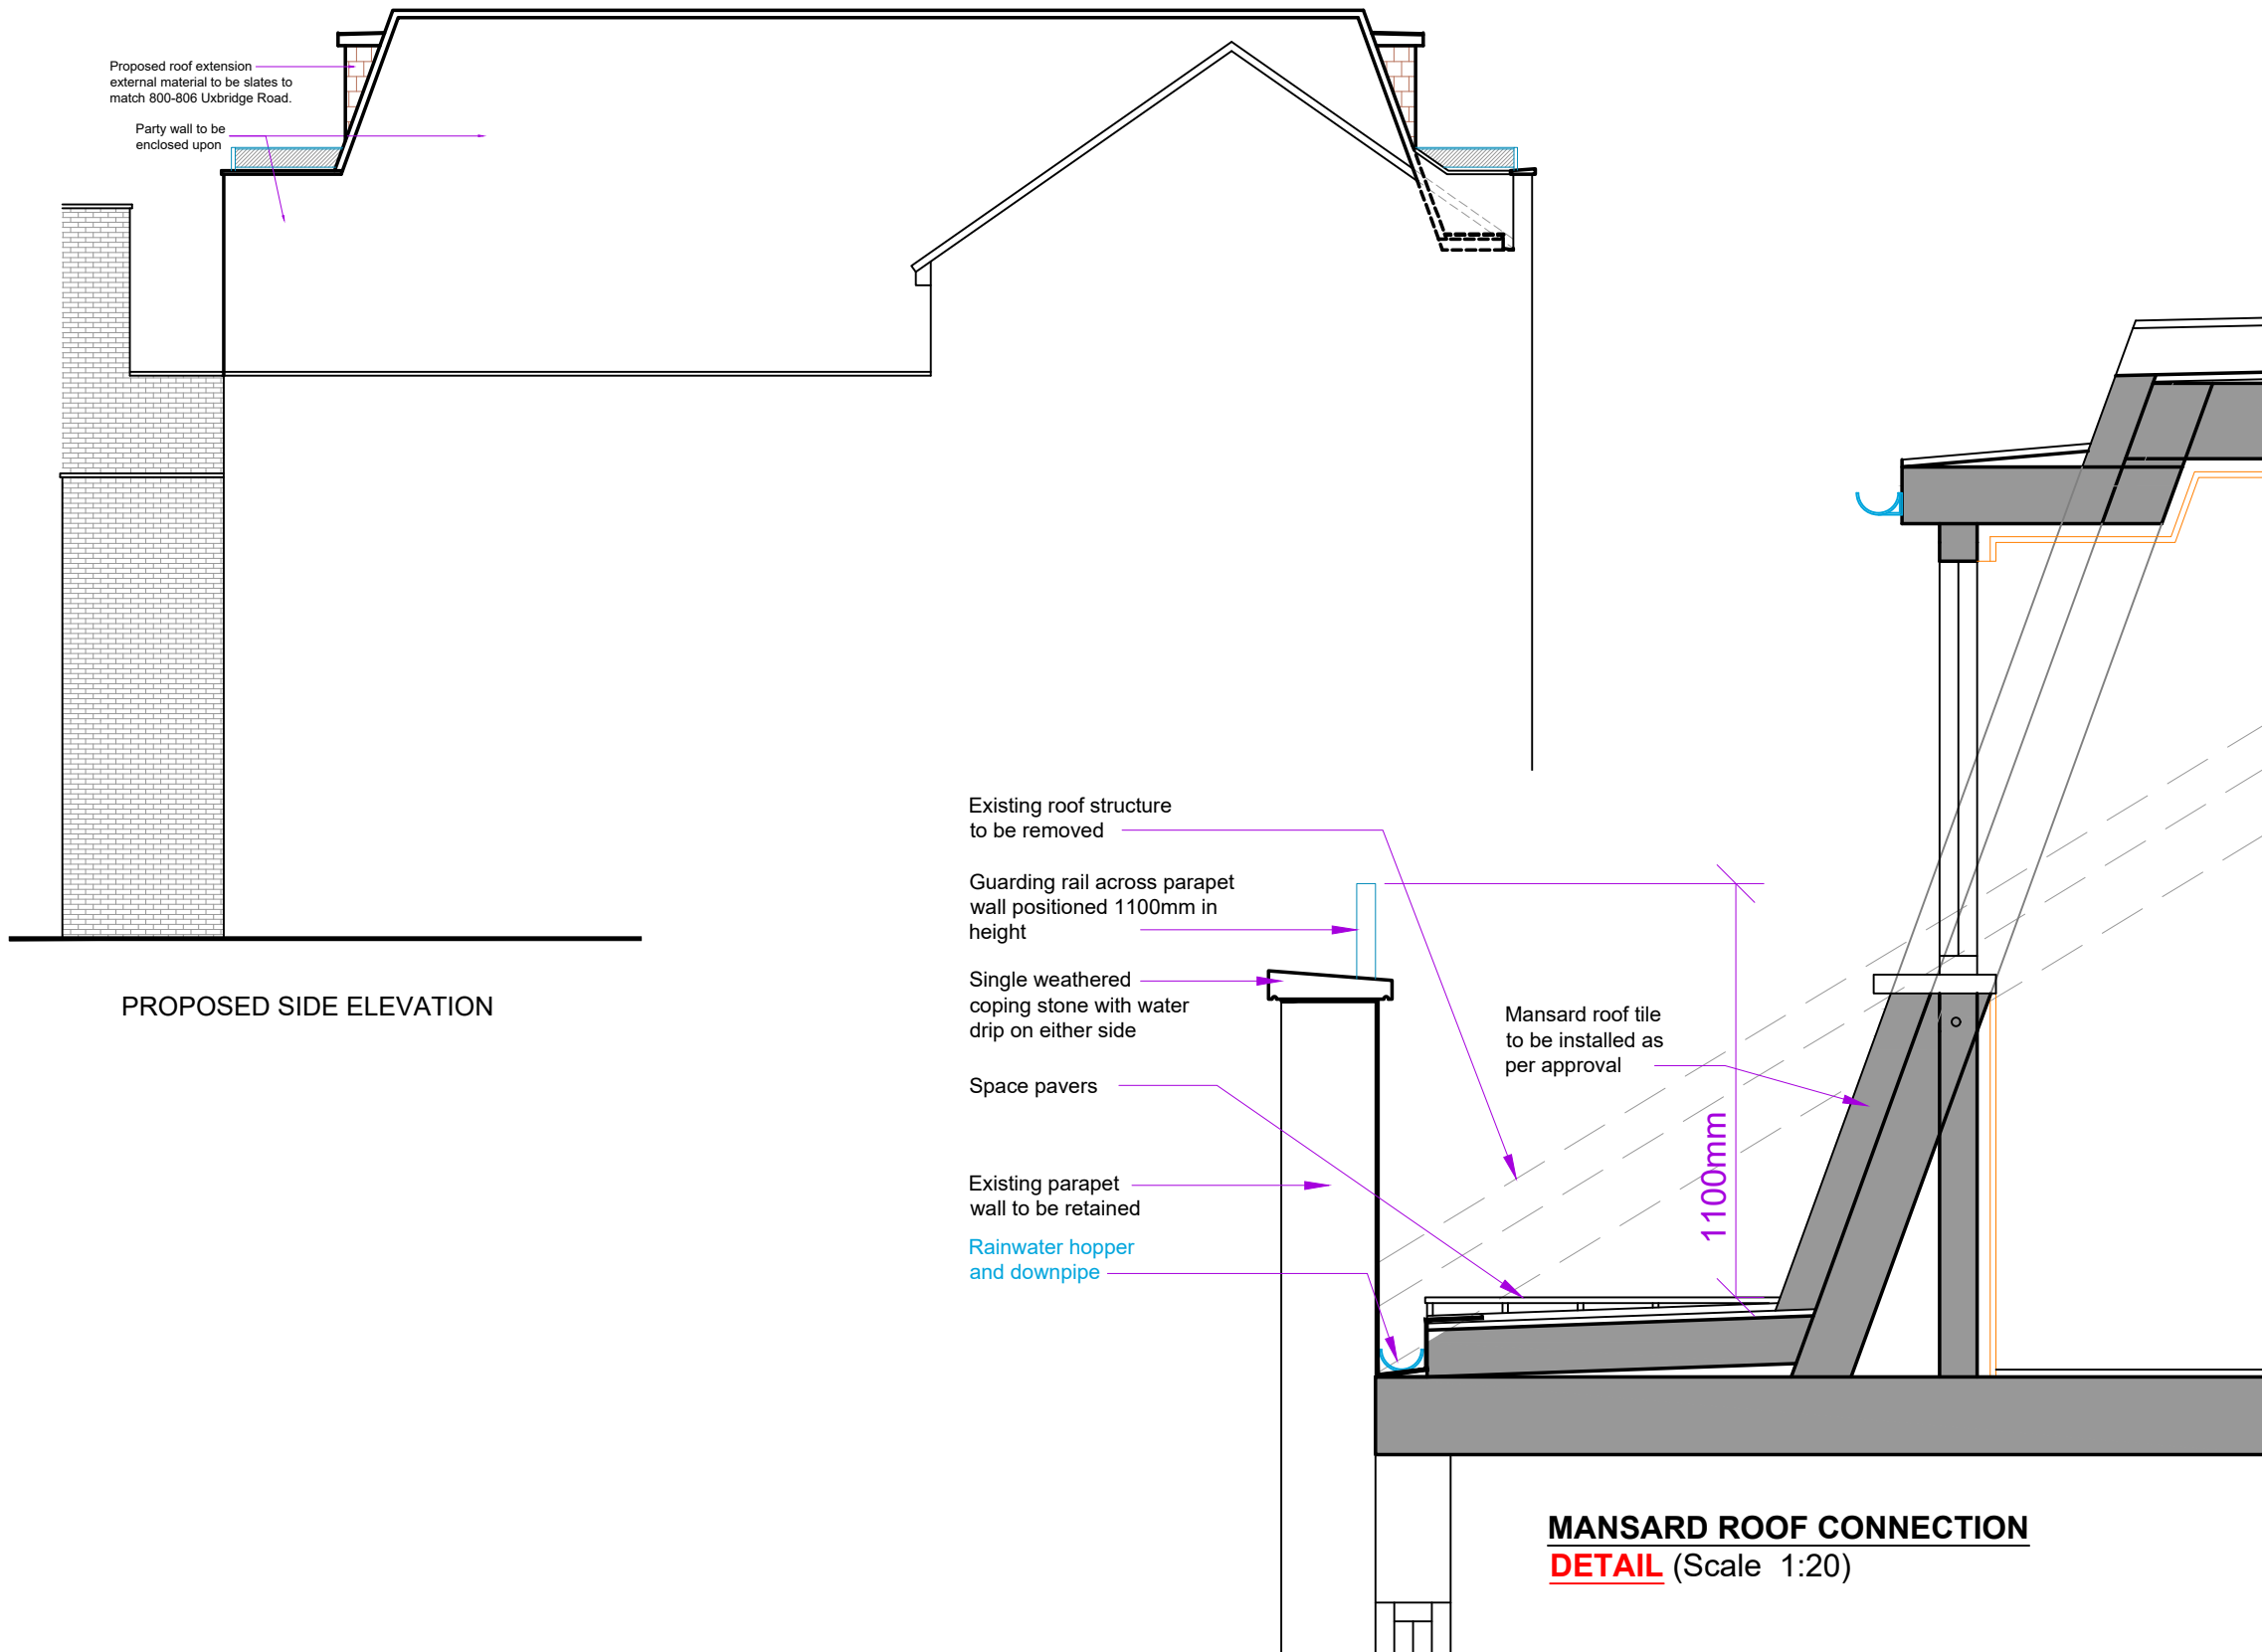 Proposed roof extension
external material to be slates to
match 800-806 Uxbridge Road.
Party wall to be
enclosed upon
PROPOSED SIDE ELEVATION
Existing roof structure
to be removed
Guarding rail across parapet
wall positioned 1100mm in
height
Single weathered
coping stone with water
drip on either side
Space pavers
Existing parapet
wall to be retained
Rainwater hopper
and downpipe
Mansard roof tile
to be installed as
per approval
1100mm
MANSARD ROOF CONNECTION
DETAIL (Scale 1:20)